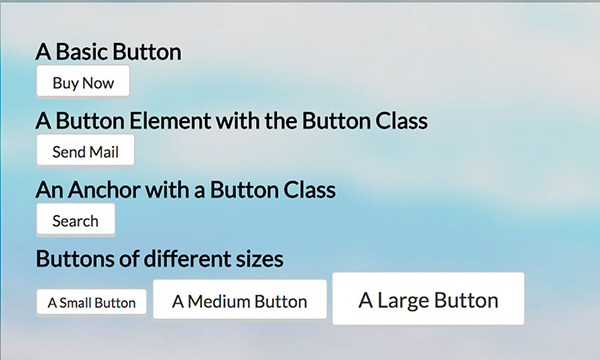 A Basic Button
Buy Now
A Button Element with the Button Class
Send Mail
An Anchor with a Button Class
Search
Buttons of different sizes
A Small Button A Medium Button A Large Button